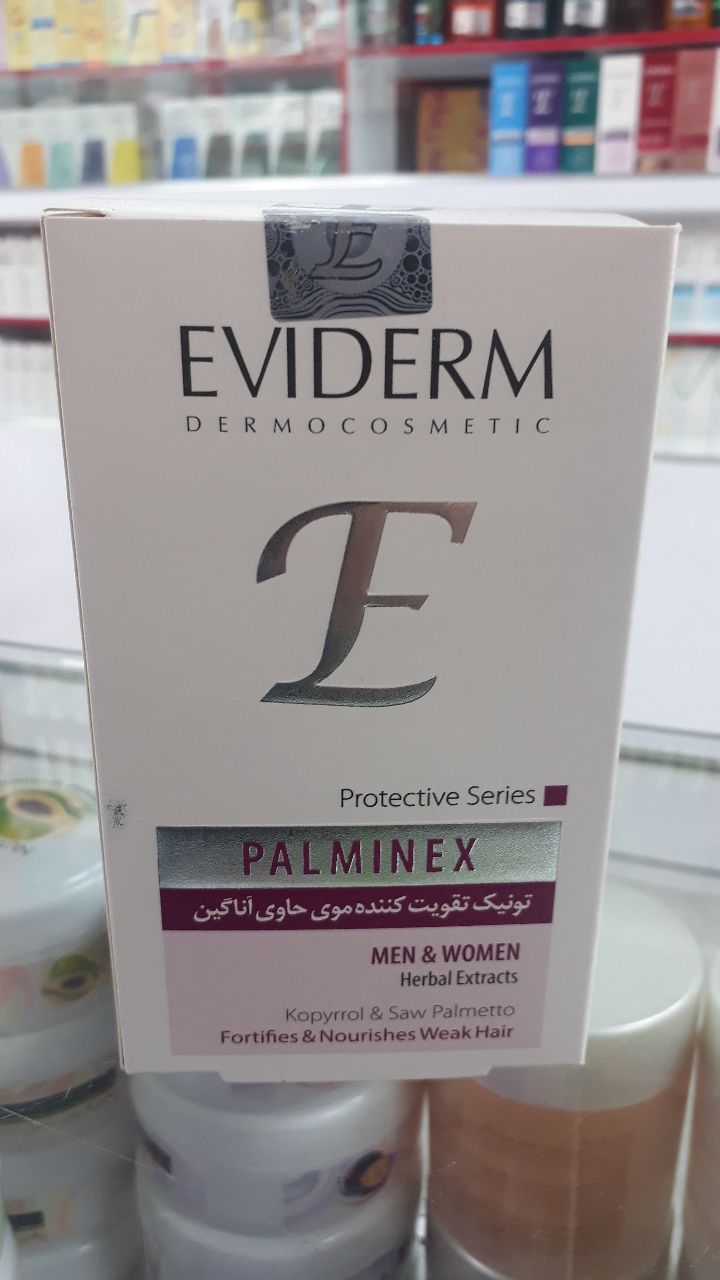 E
EVIDERM
DERMOCOSMETIC
E
Protective Series
PALMINEX
تونیک تقویت کننده موی حاوی آناگین
MEN & WOMEN
Herbal Extracts
Kopyrrol & Saw Palmetto
Fortifies & Nourishes Weak Hair